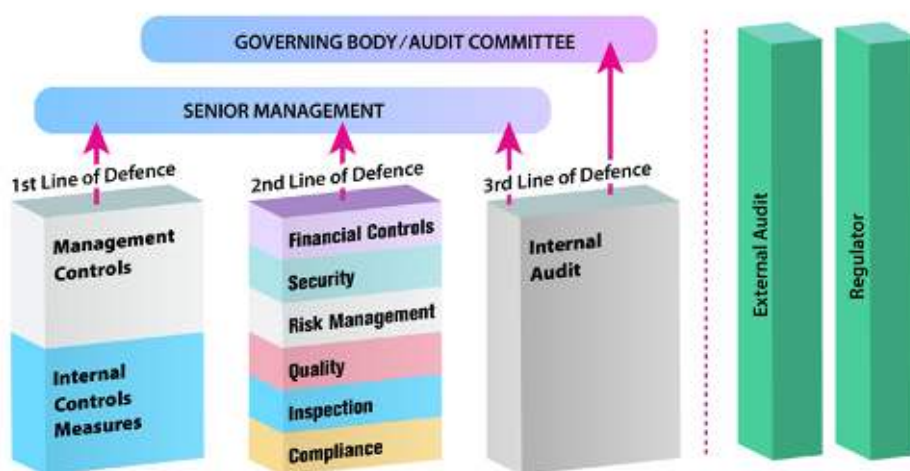 GOVERNING BODY/AUDIT COMMITTEE
SENIOR MANAGEMENT
1st Line of Defence
Management
Controls
Internal
Controls
Measures
2nd Line of Defence
Financial Controls
Security
Risk Management
Quality
Inspection
Compliance
3rd Line of Defence
Internal
Audit
External Audit
Regulator